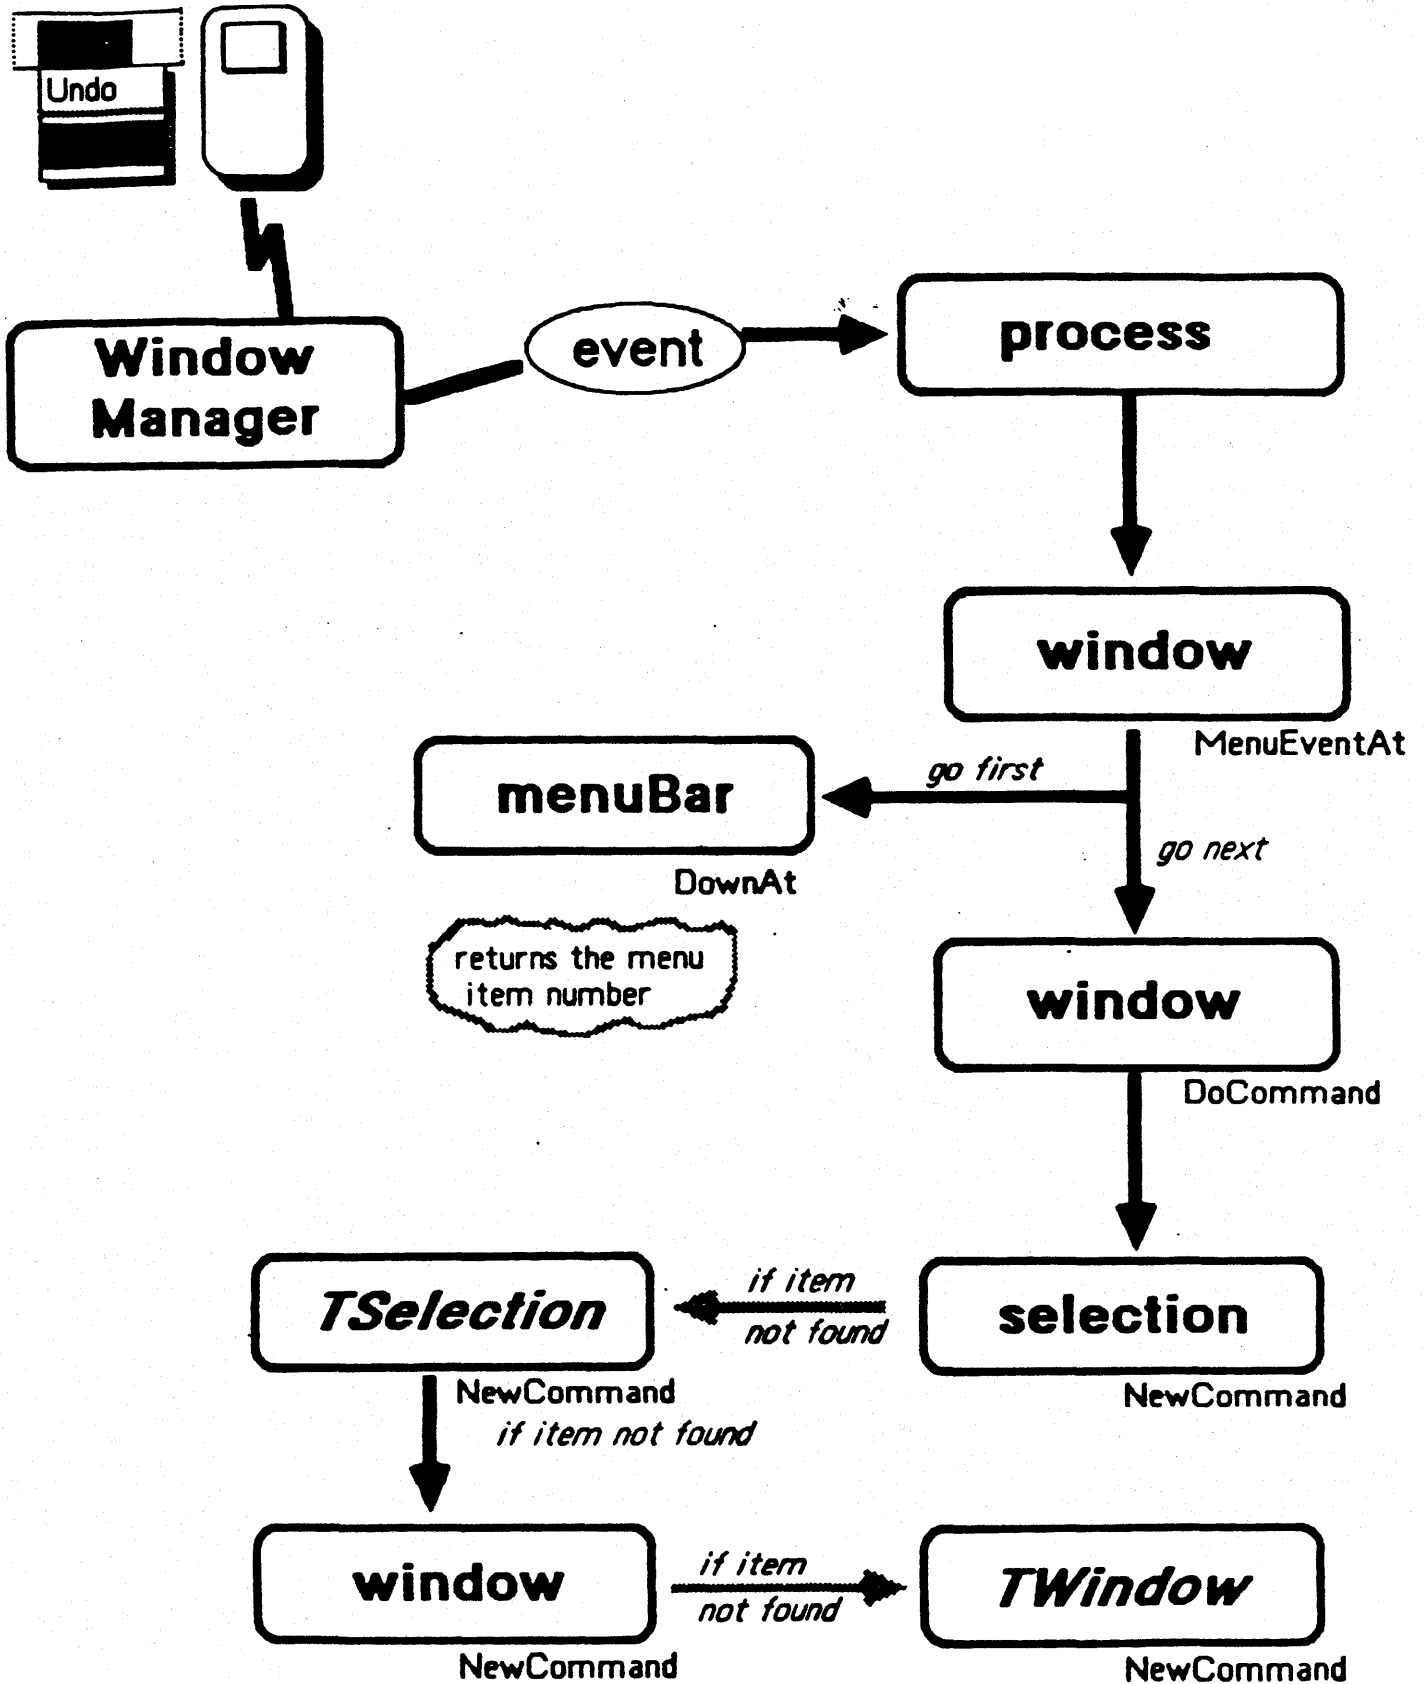 Undo
Window
Manager
event
process
window
MenuEventAt
go first
menuBar
DownAt
go next
returns the menu
item number
window
DoCommand
selection
NewCommand
if item
not found
TSelection
NewCommand
if item not found
window
NewCommand
if item
not found
TWindow
NewCommand